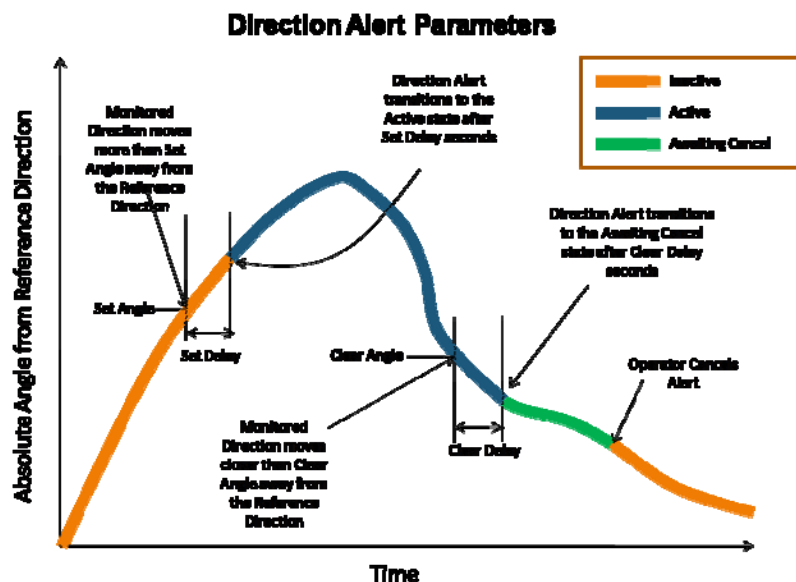 Direction Alert Parameters
Direction Alert
transitions to the
Active state after
Set Delay seconds
Inactive
Active
Awaiting Cancel
Monitored
Direction moves
more than Set
Angle away from
the Reference
Direction
Direction Alert transitions
to the Awaiting Cancel
state after Clear Delay
seconds
Absolute Angle from Reference Direction
Set Angle
Set Delay
Clear Angle
Operator Cancels
Alert
Monitored
Direction moves
closer than Clear
Angle away from
the Reference
Direction
Clear Delay
Time